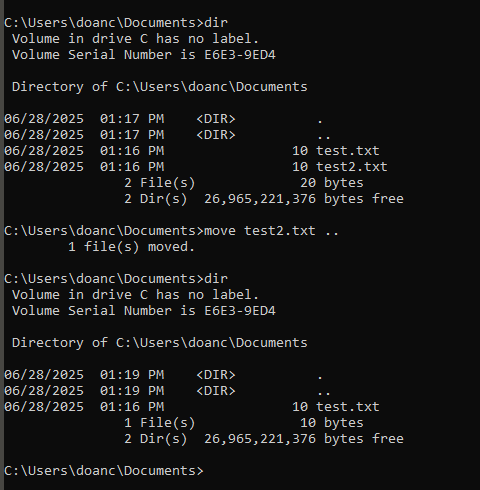 C:\Users\doanc\Documents>dir
 Volume in drive C has no label.
 Volume Serial Number is E6E3-9ED4

 Directory of C:\Users\doanc\Documents

06/28/2025  01:17 PM    <DIR>          .
06/28/2025  01:17 PM    <DIR>          ..
06/28/2025  01:16 PM                10 test.txt
06/28/2025  01:16 PM                10 test2.txt
               2 File(s)             20 bytes
               2 Dir(s)  26,965,221,376 bytes free

C:\Users\doanc\Documents>move test2.txt ..
        1 file(s) moved.

C:\Users\doanc\Documents>dir
 Volume in drive C has no label.
 Volume Serial Number is E6E3-9ED4

 Directory of C:\Users\doanc\Documents

06/28/2025  01:19 PM    <DIR>          .
06/28/2025  01:19 PM    <DIR>          ..
06/28/2025  01:16 PM                10 test.txt
               1 File(s)             10 bytes
               2 Dir(s)  26,965,221,376 bytes free

C:\Users\doanc\Documents>